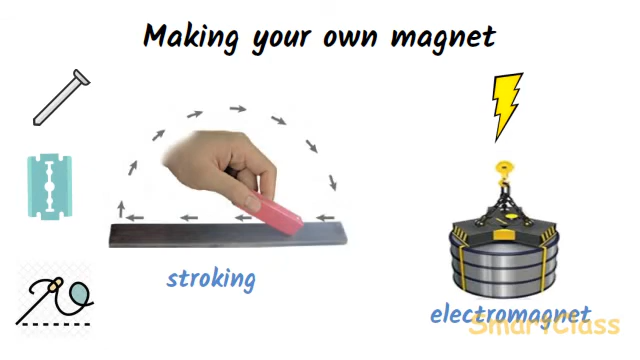 Making your own magnet
stroking
electromagnet
SmartClass